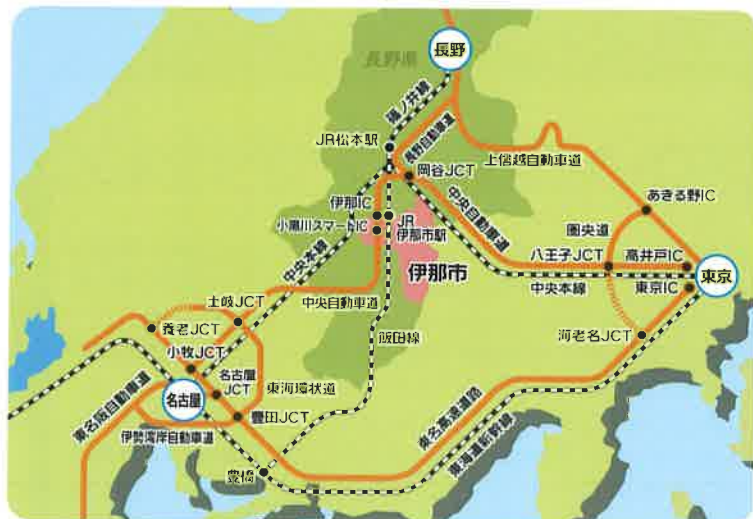 長野
長野県
篠ノ井線
JR松本駅
長野自動車道
上信越自動車道
岡谷JCT
あきる野IC
伊那IC
小黒川スマートIC
JR
伊那市駅
中央自動車道
圏央道
中央本線
伊那市
八王子JCT
高井戸IC
東京
中央本線
東京IC
土岐JCT
中央自動車道
養老JCT
飯田線
海老名JCT
小牧JCT
名古屋
JCT
東海環状道
名古屋
東名阪自動車道
豊田JCT
伊勢湾岸自動車道
東名高速道路
東海道新幹線
豊橋